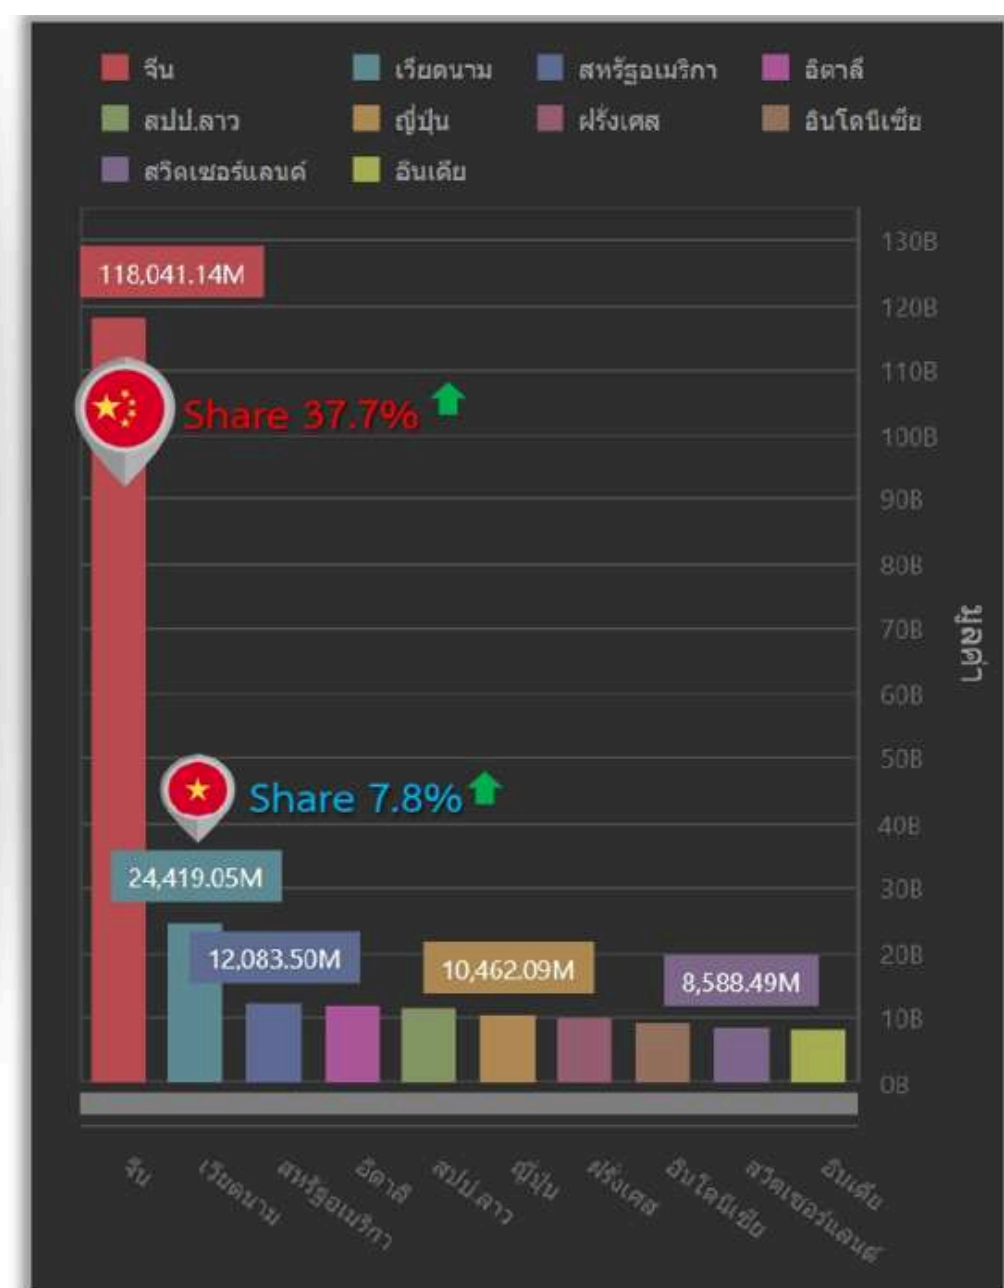 จีน เวียดนาม สหรัฐอเมริกา อิตาลี
สปป.ลาว ญี่ปุ่น ฝรั่งเศส อินโดนีเซีย
สวิตเซอร์แลนด์ อินเดีย
130B
118,041.14M
120B
110B
Share 37.7%
100B
90B
80B
70B
มูลค่า
60B
50B
Share 7.8%
40B
24,419.05M
30B
20B
12,083.50M
10,462.09M
8,588.49M
10B
0B
จีน
เวียดนาม
สหรัฐอเมริกา
อิตาลี
สปป.ลาว
ญี่ปุ่น
ฝรั่งเศส
อินโดนีเซีย
สวิตเซอร์แลนด์
อินเดีย